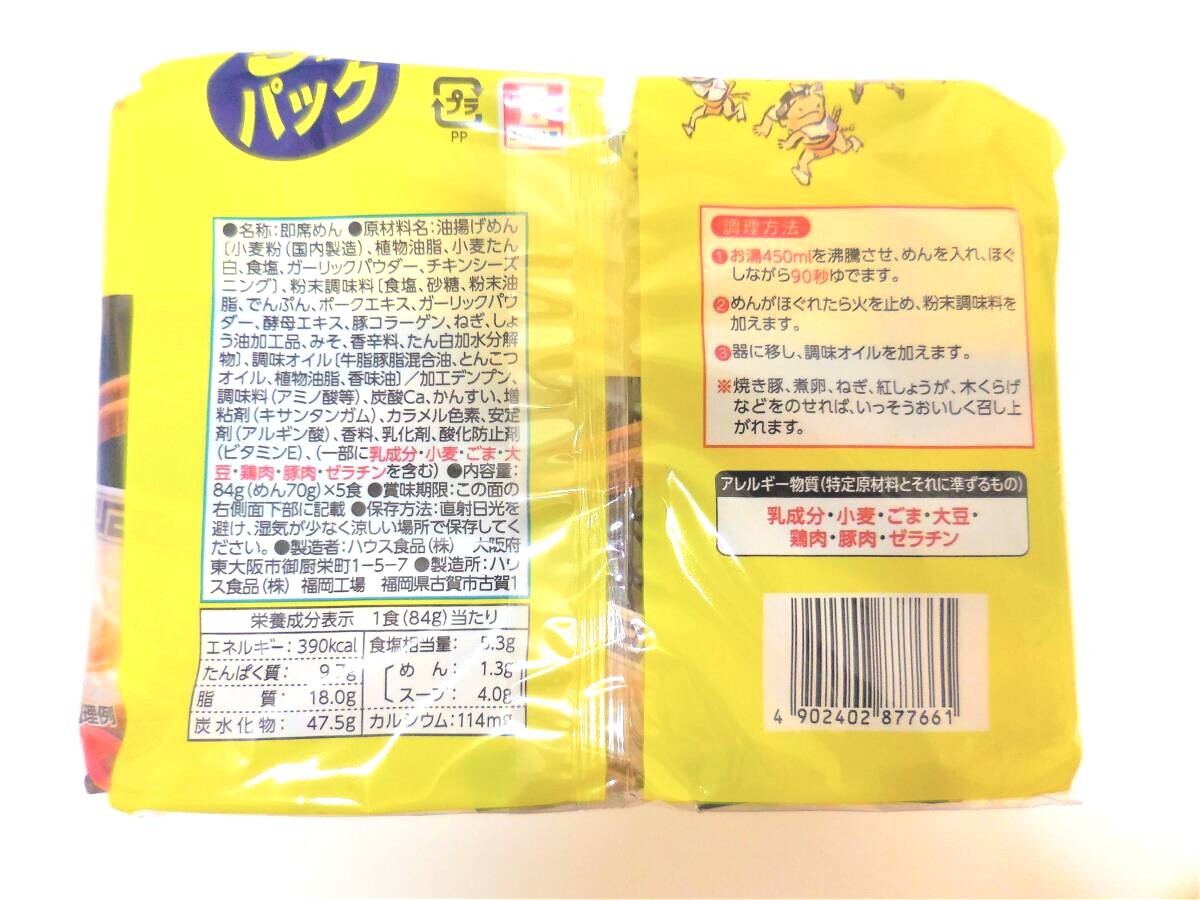 パック
プラ
PP
●名称:即席めん ●原材料名:油揚げめん
〔小麦粉(国内製造)、植物油脂、小麦たん
白、食塩、ガーリックパウダー、チキンシーズ
ニング〕、粉末調味料〔食塩、砂糖、粉末油
脂、でんぷん、ポークエキス、ガーリックパウ
ダー、酵母エキス、豚コラーゲン、ねぎ、しょ
う油加工品、みそ、香辛料、たん白加水分解
物〕、調味オイル〔牛脂豚脂混合油、とんこつ
オイル、植物油脂、香味油〕/加工デンプン、
調味料(アミノ酸等)、炭酸Ca、かんすい、増
粘剤(キサンタンガム)、カラメル色素、安定
剤(アルギン酸)、香料、乳化剤、酸化防止剤
(ビタミンE)、(一部に乳成分・小麦・ごま・大
豆・鶏肉・豚肉・ゼラチンを含む) ●内容量:
84g(めん70g)×5食 ●賞味期限:この面の
右側面下部に記載 ●保存方法:直射日光を
避け、湿気が少なく涼しい場所で保存してく
ださい。 ●製造者:ハウス食品(株) 大阪府
東大阪市御厨栄町1-5-7 ●製造所:ハウ
ス食品(株) 福岡工場 福岡県古賀市古賀1
栄養成分表示 1食(84g)当たり
エネルギー:390kcal
たんぱく質: 9.7g
脂 質: 18.0g
炭水化物: 47.5g
食塩相当量: 5.3g
めん: 1.3g
スープ: 4.0g
カルシウム:114mg
理例
調理方法
①お湯450mlを沸騰させ、めんを入れ、ほぐ
しながら90秒ゆでます。
②めんがほぐれたら火を止め、粉末調味料を
加えます。
③器に移し、調味オイルを加えます。
※焼き豚、煮卵、ねぎ、紅しょうが、木くらげ
などをのせれば、いっそうおいしく召し上
がれます。
アレルギー物質(特定原材料とそれに準ずるもの)
乳成分・小麦・ごま・大豆・
鶏肉・豚肉・ゼラチン
4 902402 877661